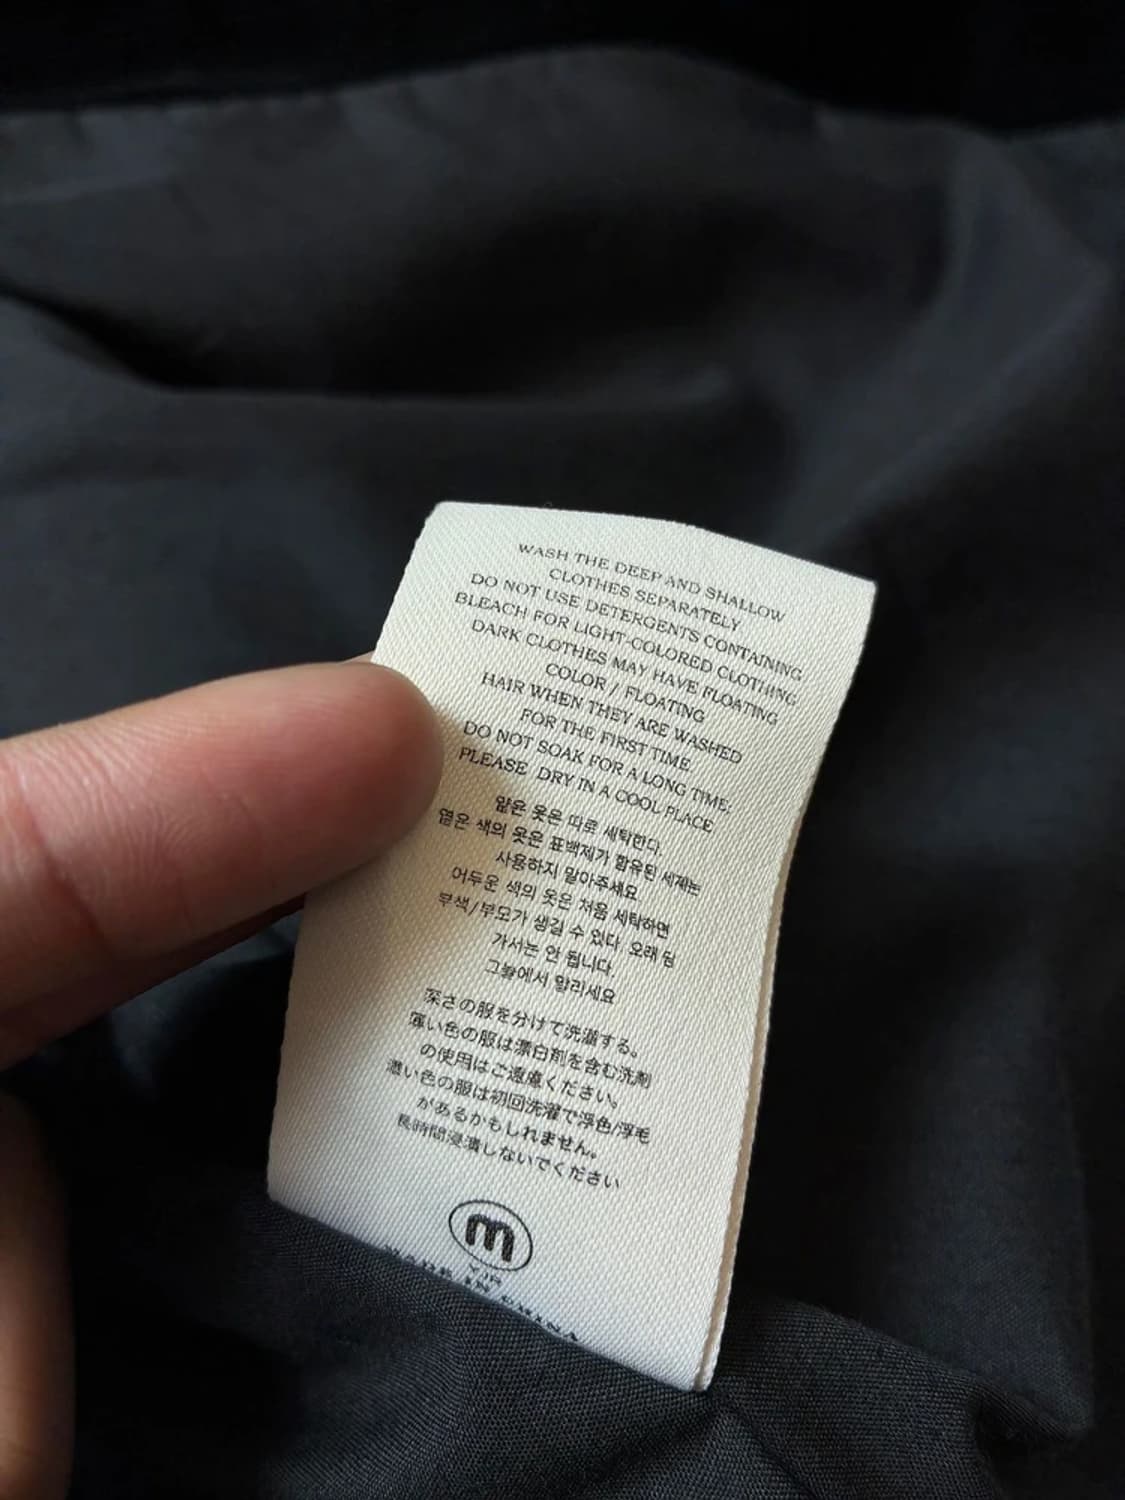 WASH THE DEEP AND SHALLOW
CLOTHES SEPARATELY
DO NOT USE DETERGENTS CONTAINING
BLEACH FOR LIGHT-COLORED CLOTHING
DARK CLOTHES MAY HAVE FLOATING
COLOR / FLOATING
HAIR WHEN THEY ARE WASHED
FOR THE FIRST TIME.
DO NOT SOAK FOR A LONG TIME;
PLEASE DRY IN A COOL PLACE
얕은 옷은 따로 세탁한다.
옅은 색의 옷은 표백제가 함유된 세제는
사용하지 말아주세요
어두운 색의 옷은 처음 세탁하면
부색/부모가 생길 수 있다 오래 담
가서는 안 됩니다.
그늘에서 말리세요
深さの服を分けて洗濯する。
薄い色の服は漂白剤を含む洗剤
の使用はご遠慮ください。
濃い色の服は初回洗濯で浮色/浮毛
があるかもしれません。
長時間浸漬しないでください
m
MADE IN CHINA